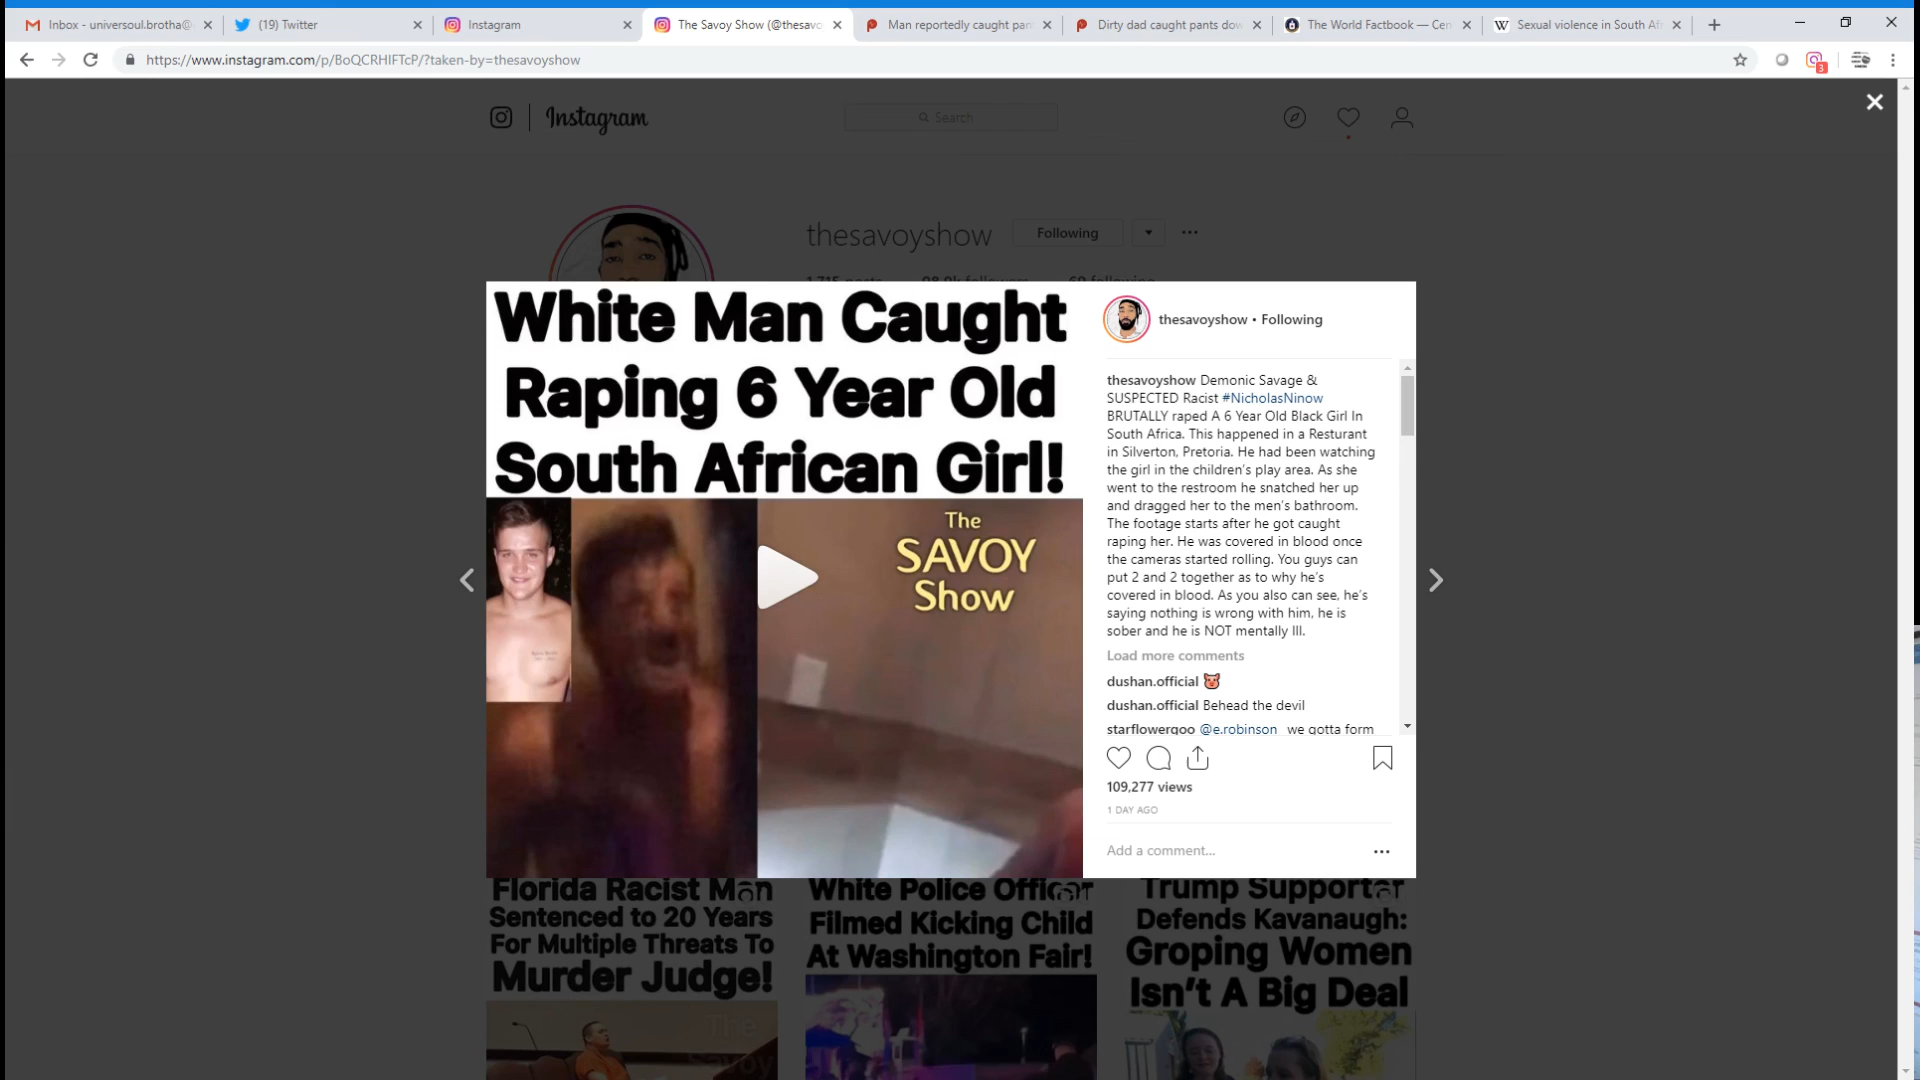 Inbox - universoul.brotha@
(19) Twitter
Instagram
The Savoy Show (@thesavo
Man reportedly caught pan
Dirty dad caught pants dow
The World Factbook — Cen
Sexual violence in South Af
https://www.instagram.com/p/BoQCRHIFTcP/?taken-by=thesavoyshow
3
Instagram
Search
thesavoyshow
Following
1,715 posts 98.9k followers 69 following
White Man Caught
Raping 6 Year Old
South African Girl!
The
SAVOY
Show
thesavoyshow • Following
thesavoyshow Demonic Savage &
SUSPECTED Racist #NicholasNinow
BRUTALLY raped A 6 Year Old Black Girl In
South Africa. This happened in a Resturant
in Silverton, Pretoria. He had been watching
the girl in the children's play area. As she
went to the restroom he snatched her up
and dragged her to the men's bathroom.
The footage starts after he got caught
raping her. He was covered in blood once
the cameras started rolling. You guys can
put 2 and 2 together as to why he's
covered in blood. As you also can see, he's
saying nothing is wrong with him, he is
sober and he is NOT mentally Ill.
Load more comments
dushan.official
dushan.official Behead the devil
starflowergoo @e.robinson we gotta form
109,277 views
1 DAY AGO
Add a comment...
Florida Racist Man
Sentenced to 20 Years
For Multiple Threats To
Murder Judge!
The
Savoy
White Police Officer
Filmed Kicking Child
At Washington Fair!
Trump Supporter
Defends Kavanaugh:
Groping Women
Isn't A Big Deal